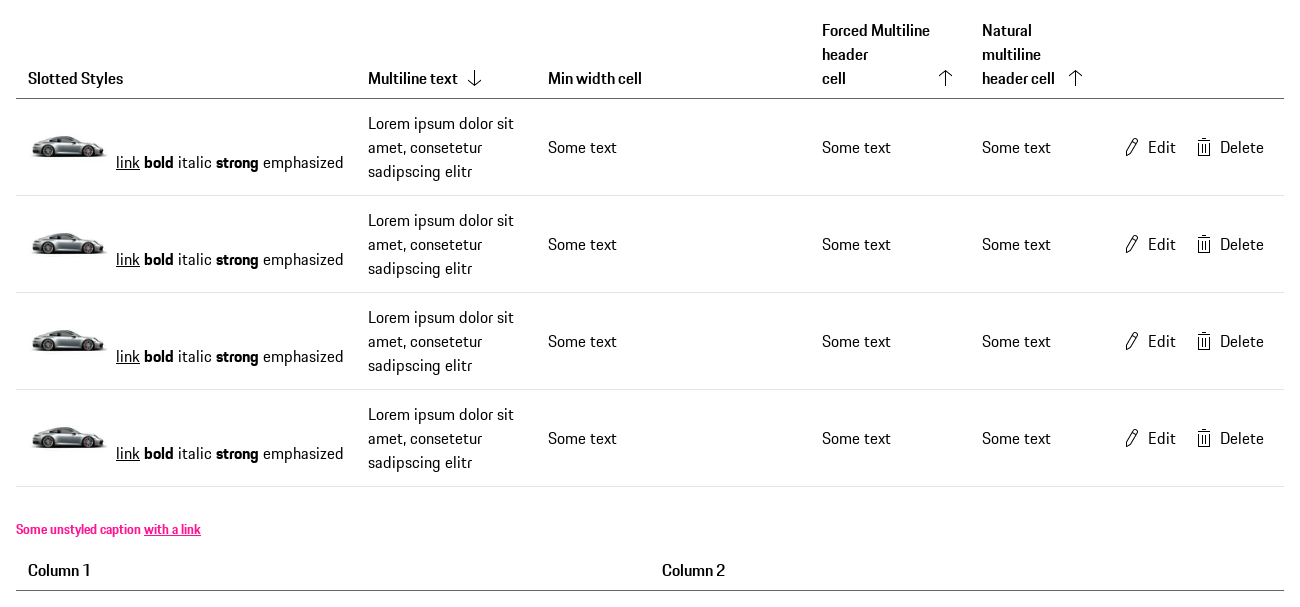 Slotted Styles
Multiline text
Min width cell
Forced Multiline
header
cell
Natural
multiline
header cell
link bold italic strong emphasized
Lorem ipsum dolor sit
amet, consetetur
sadipscing elitr
Some text
Some text
Some text
Edit
Delete
link bold italic strong emphasized
Lorem ipsum dolor sit
amet, consetetur
sadipscing elitr
Some text
Some text
Some text
Edit
Delete
link bold italic strong emphasized
Lorem ipsum dolor sit
amet, consetetur
sadipscing elitr
Some text
Some text
Some text
Edit
Delete
link bold italic strong emphasized
Lorem ipsum dolor sit
amet, consetetur
sadipscing elitr
Some text
Some text
Some text
Edit
Delete
Some unstyled caption with a link
Column 1
Column 2